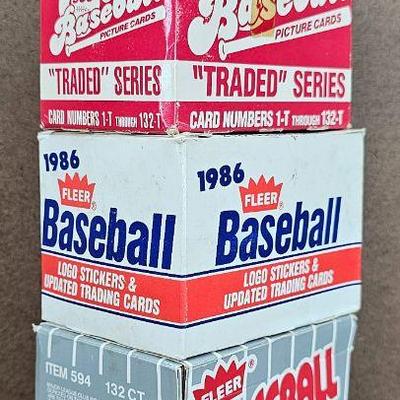 Baseball
PICTURE CARDS
"TRADED" SERIES
CARD NUMBERS 1-T THROUGH 132-T
Baseball
PICTURE CARDS
"TRADED" SERIES
CARD NUMBERS 1-T THROUGH 132-T
1986
FLEER
Baseball
LOGO STICKERS &
UPDATED TRADING CARDS
1986
FLEER
Baseball
LOGO STICKERS &
UPDATED TRADING CARDS
ITEM 594 132 CT
FLEER
BASEBALL